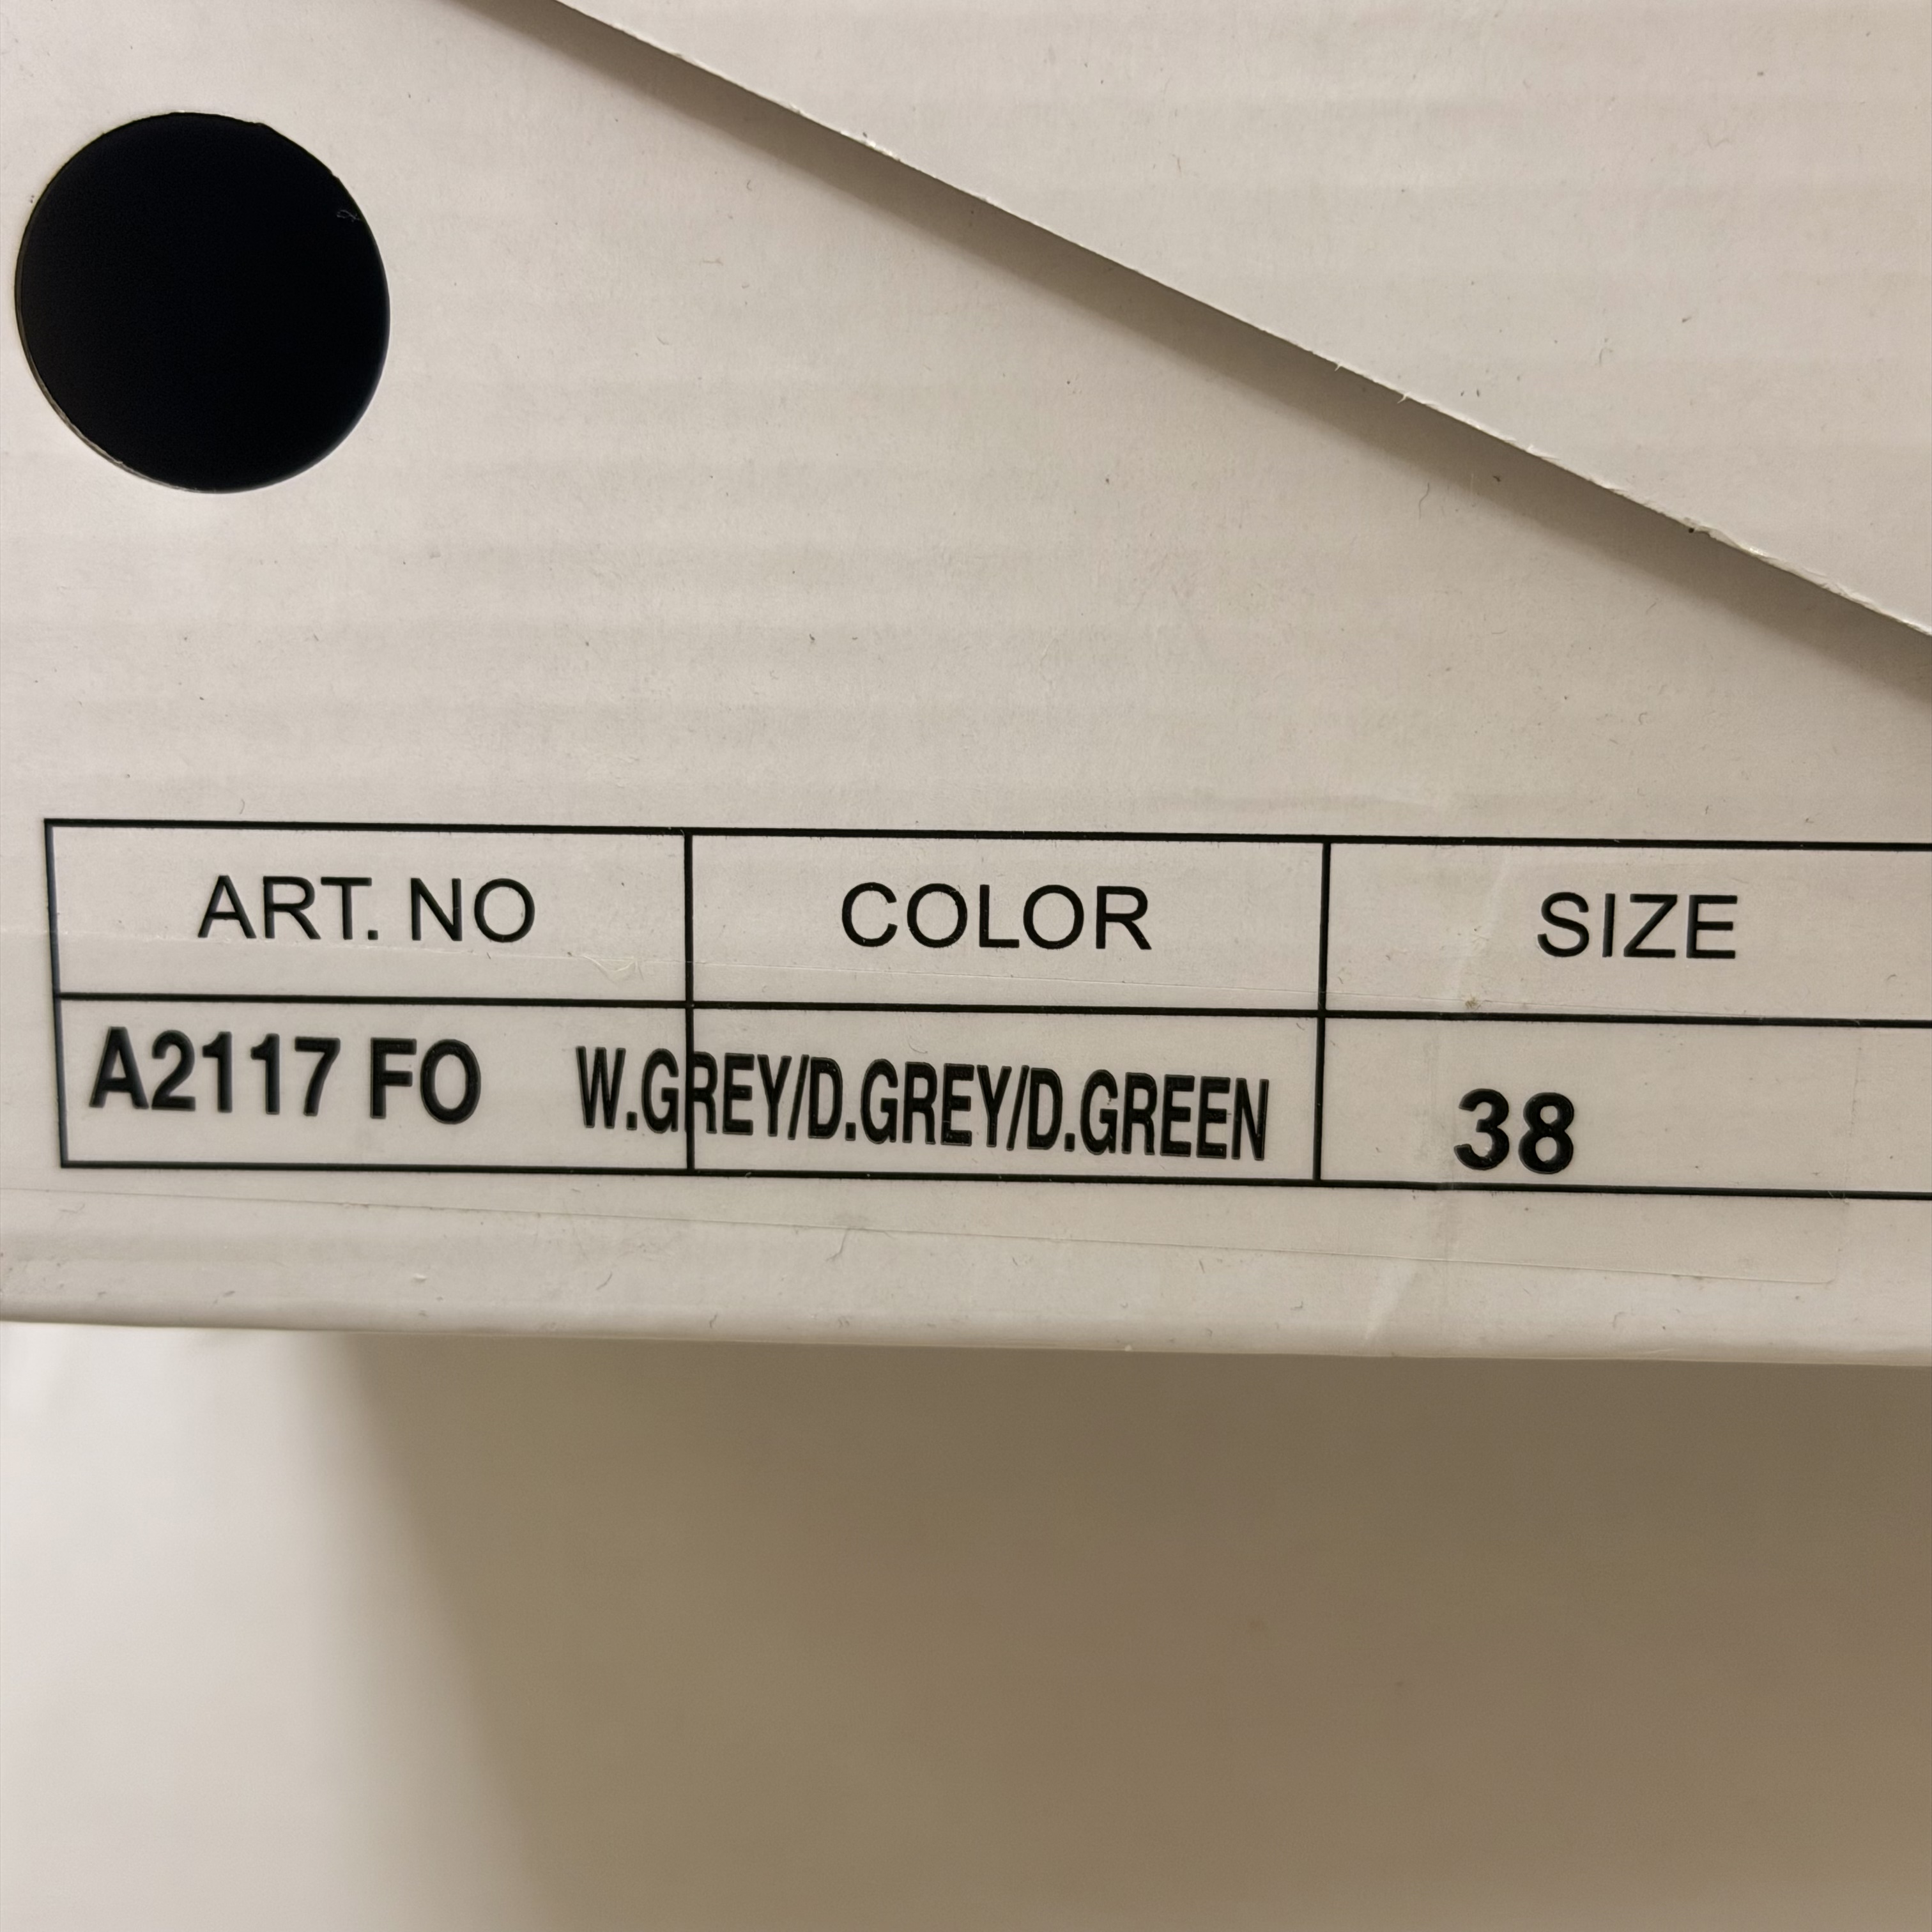 ART. NO COLOR SIZE
A2117 FO W.GREY/D.GREY/D.GREEN 38